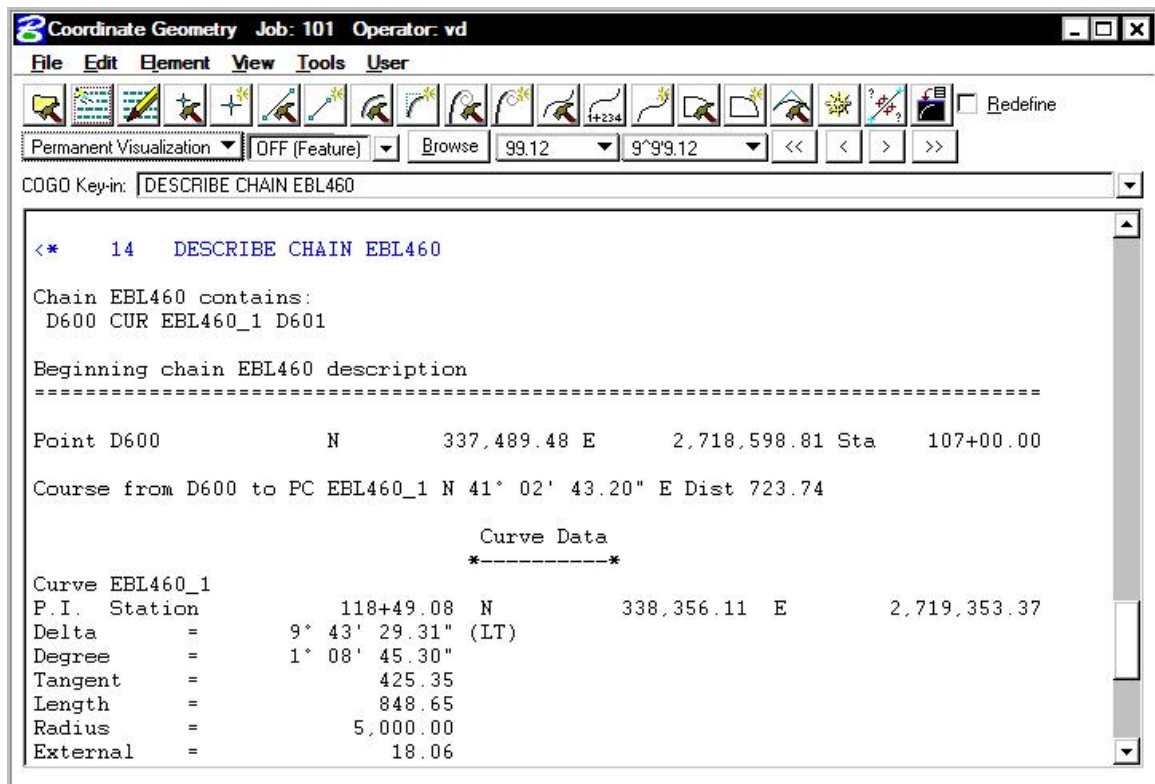 Coordinate Geometry Job: 101 Operator: vd
File Edit Element View Tools User
1+234 Redefine
Permanent Visualization OFF (Feature) Browse 99.12 9^9'9.12 << < > >>
COGO Key-in: DESCRIBE CHAIN EBL460
<* 14 DESCRIBE CHAIN EBL460
Chain EBL460 contains:
D600 CUR EBL460_1 D601
Beginning chain EBL460 description
===============================================================================
Point D600 N 337,489.48 E 2,718,598.81 Sta 107+00.00
Course from D600 to PC EBL460_1 N 41° 02' 43.20" E Dist 723.74
Curve Data
*----------*
Curve EBL460_1
P.I. Station 118+49.08 N 338,356.11 E 2,719,353.37
Delta = 9° 43' 29.31" (LT)
Degree = 1° 08' 45.30"
Tangent = 425.35
Length = 848.65
Radius = 5,000.00
External = 18.06